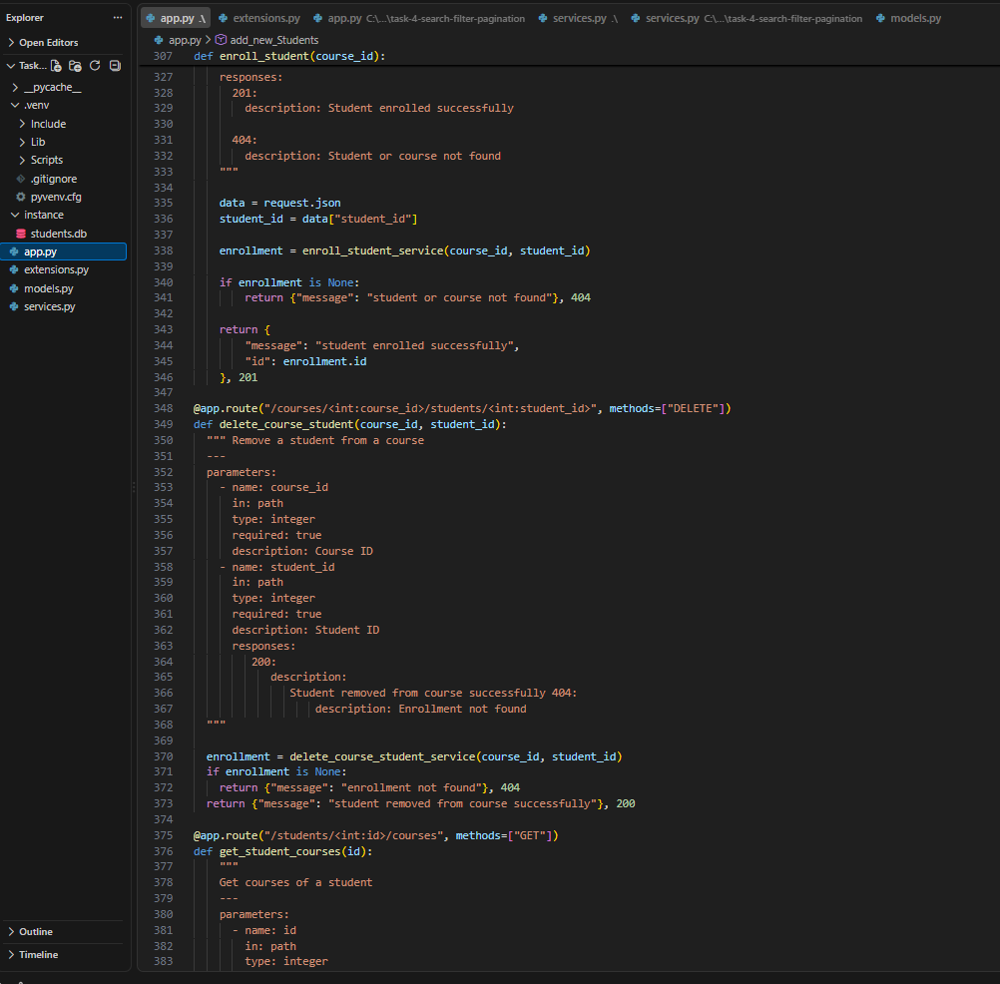 Explorer ...
Open Editors
Task...
__pycache__
.venv
Include
Lib
Scripts
.gitignore
pyvenv.cfg
instance
students.db
app.py
extensions.py
models.py
services.py
Outline
Timeline
app.py .\ extensions.py app.py C:\...\task-4-search-filter-pagination services.py .\ services.py C:\...\task-4-search-filter-pagination models.py
app.py > add_new_Students
307 def enroll_student(course_id):
327 responses:
328 201:
329 description: Student enrolled successfully
330
331 404:
332 description: Student or course not found
333 """
334
335 data = request.json
336 student_id = data["student_id"]
337
338 enrollment = enroll_student_service(course_id, student_id)
339
340 if enrollment is None:
341 return {"message": "student or course not found"}, 404
342
343 return {
344 "message": "student enrolled successfully",
345 "id": enrollment.id
346 }, 201
347
348 @app.route("/courses/<int:course_id>/students/<int:student_id>", methods=["DELETE"])
349 def delete_course_student(course_id, student_id):
350 """ Remove a student from a course
351 ---
352 parameters:
353 - name: course_id
354 in: path
355 type: integer
356 required: true
357 description: Course ID
358 - name: student_id
359 in: path
360 type: integer
361 required: true
362 description: Student ID
363 responses:
364 200:
365 description:
366 Student removed from course successfully 404:
367 description: Enrollment not found
368 """
369
370 enrollment = delete_course_student_service(course_id, student_id)
371 if enrollment is None:
372 return {"message": "enrollment not found"}, 404
373 return {"message": "student removed from course successfully"}, 200
374
375 @app.route("/students/<int:id>/courses", methods=["GET"])
376 def get_student_courses(id):
377 """
378 Get courses of a student
379 ---
380 parameters:
381 - name: id
382 in: path
383 type: integer